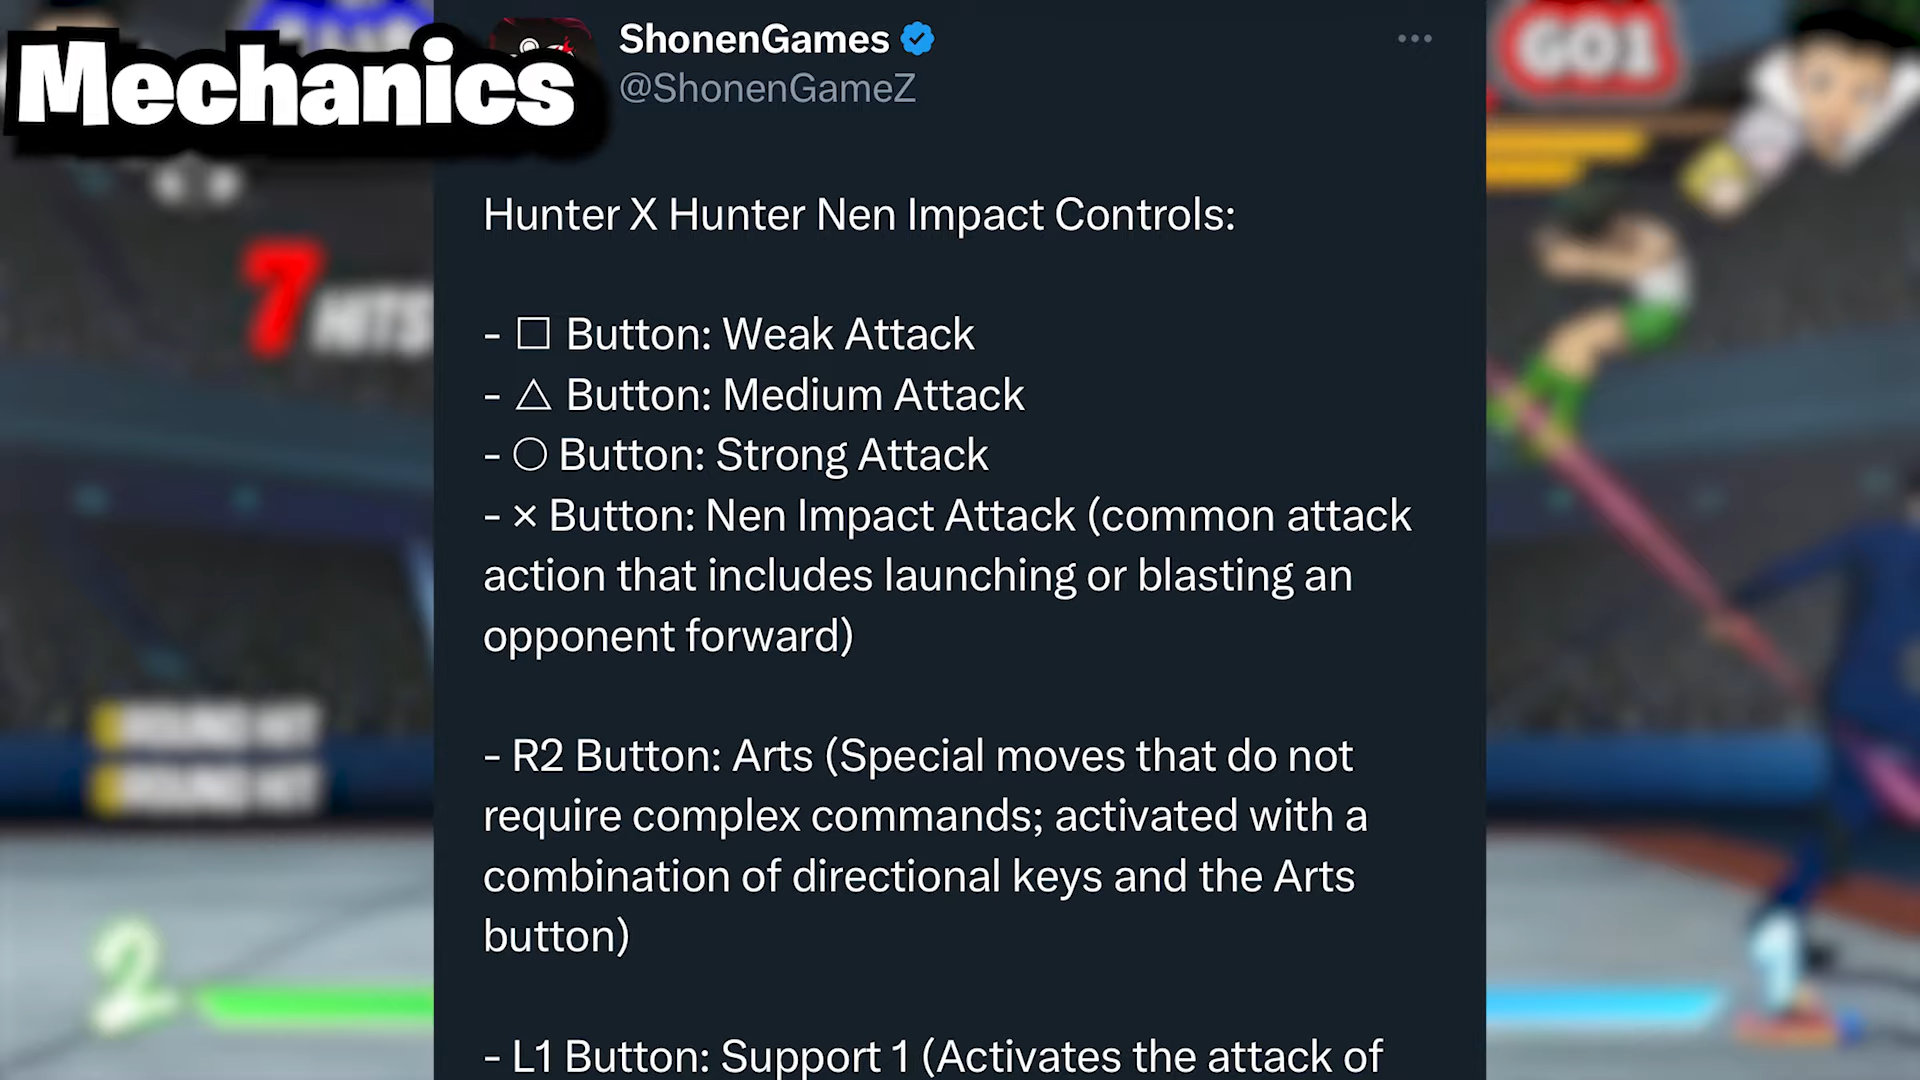 Mechanics
ShonenGames
@ShonenGameZ
GO1
Hunter X Hunter Nen Impact Controls:
7 HITS
- □ Button: Weak Attack
- △ Button: Medium Attack
- ○ Button: Strong Attack
- × Button: Nen Impact Attack (common attack
action that includes launching or blasting an
opponent forward)
- R2 Button: Arts (Special moves that do not
require complex commands; activated with a
combination of directional keys and the Arts
button)
2
- L1 Button: Support 1 (Activates the attack of